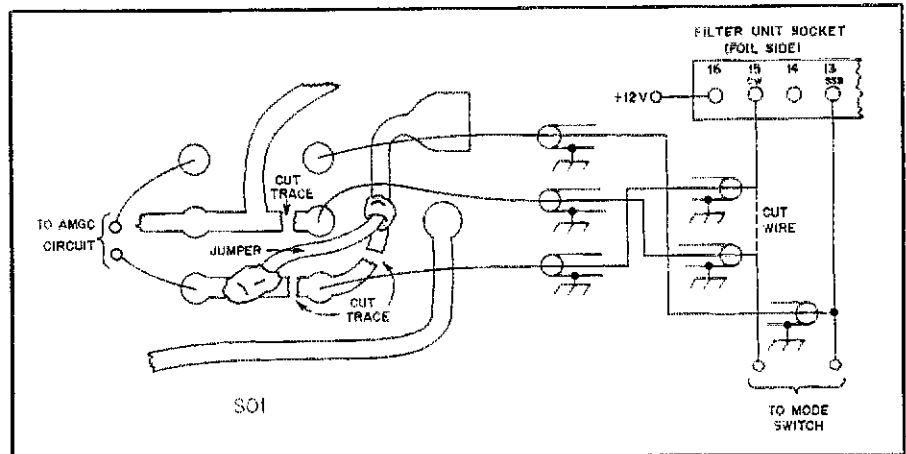 FILTER UNIT SOCKET
(FOIL SIDE)
16 15 14 13
CW SSB
+12V
CUT
TRACE
TO AMGC
CIRCUIT
JUMPER
CUT
WIRE
CUT
TRACE
S01
TO MODE
SWITCH